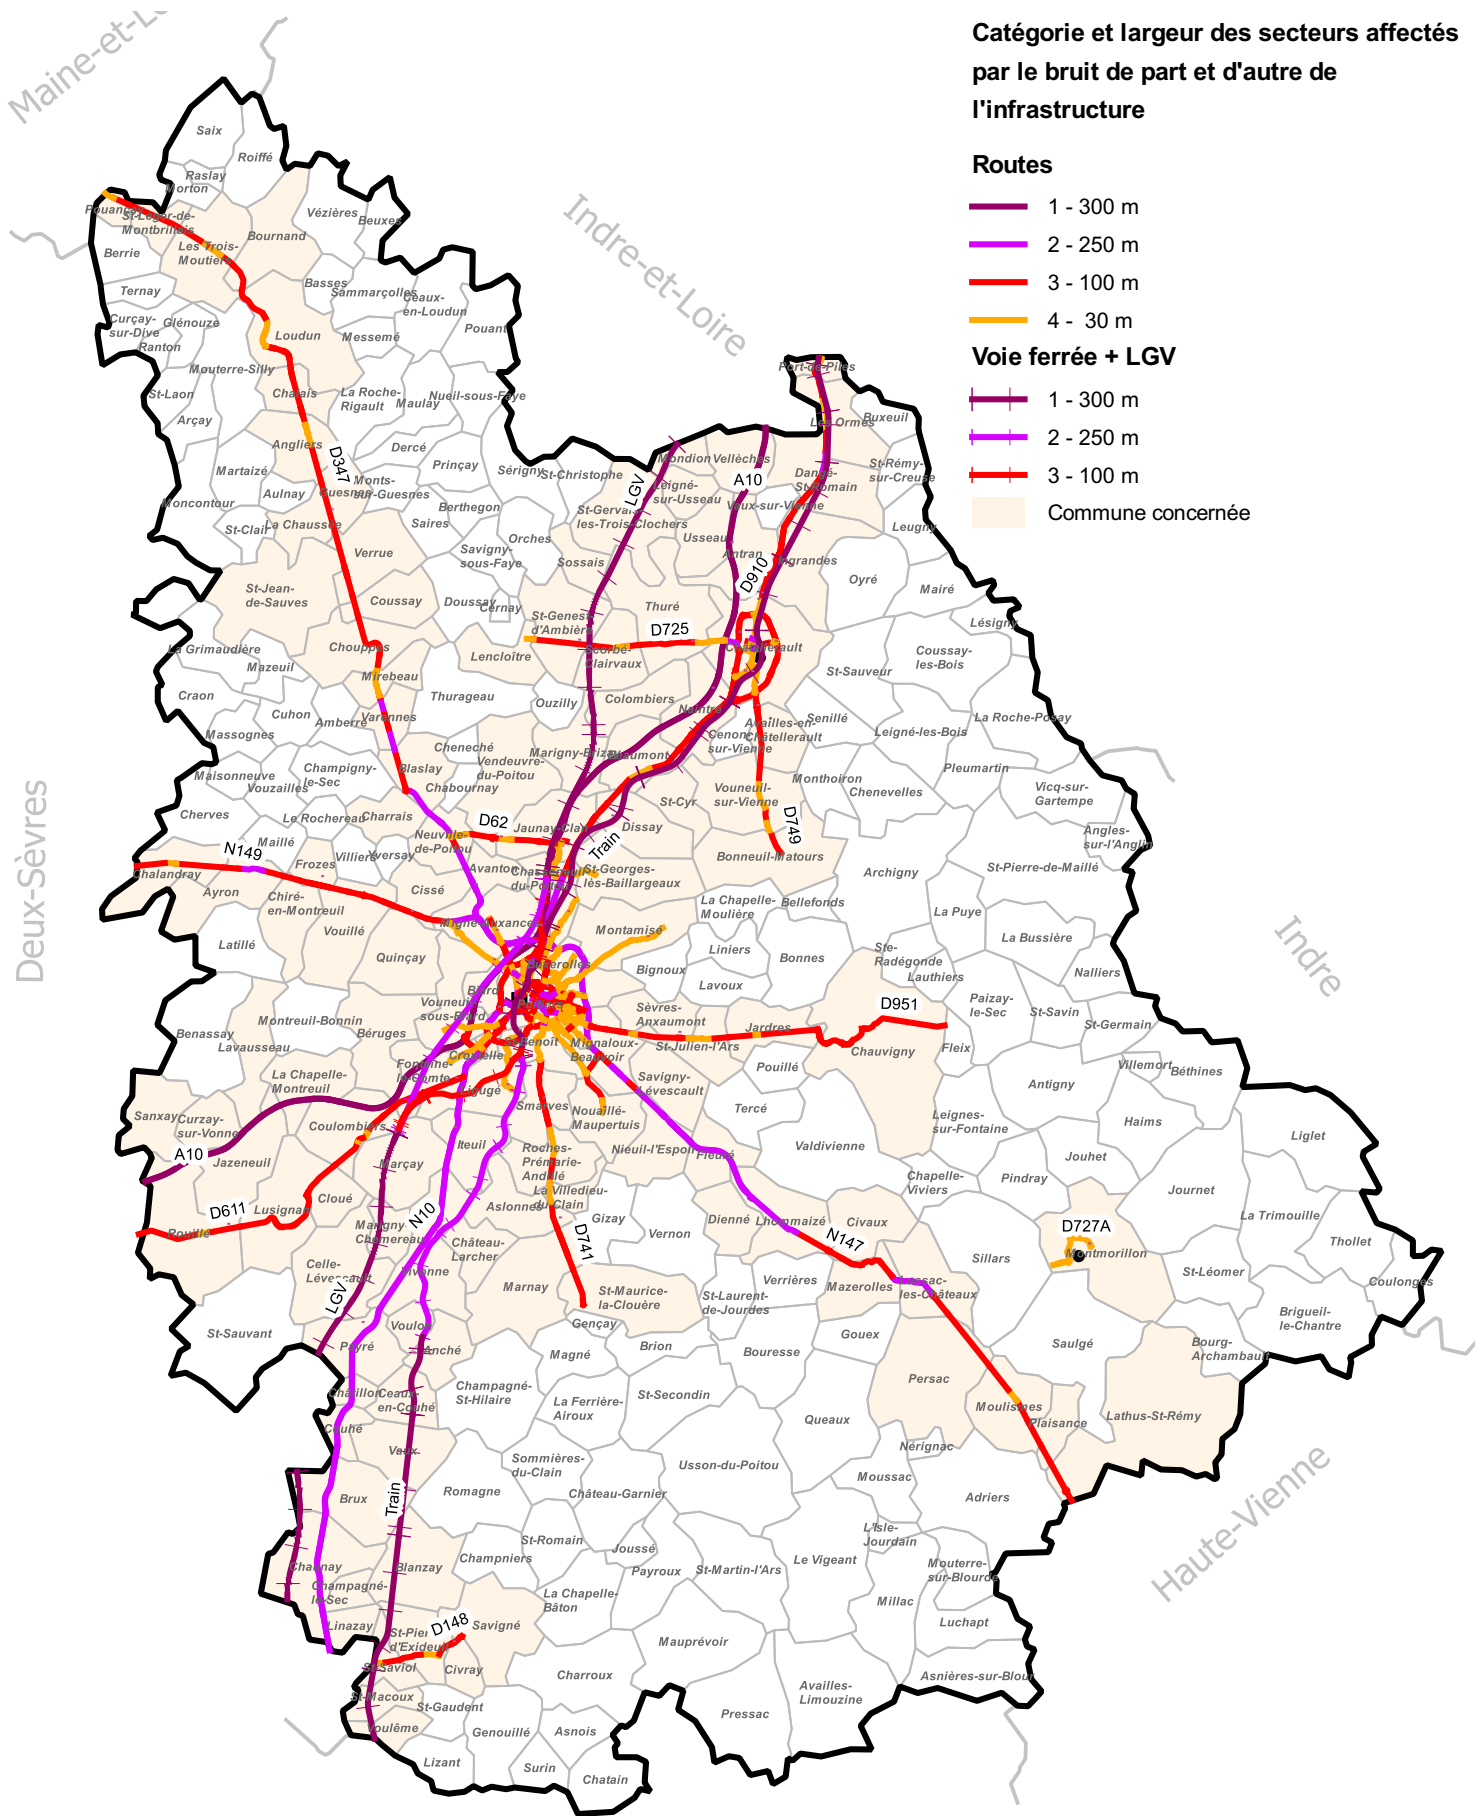 Catégorie et largeur des secteurs affectés
par le bruit de part et d'autre de
l'infrastructure
Routes
1 - 300 m
2 - 250 m
3 - 100 m
4 -  30 m
Voie ferrée + LGV
1 - 300 m
2 - 250 m
3 - 100 m
Commune concernée
Indre-et-Loire
Deux-Sèvres
Indre
Haute-Vienne
Saix
Roiffé
Raslay
Morton
St-Léger-de-
Montbrillais
Vézières
Beuxes
Berrie
Les Trois-
Moutiers
Bournand
Ternay
Basses
Sammarçolles
Ceaux-
en-Loudun
Curçay-
sur-Dive
Glénouze
Ranton
Loudun
Messemé
Pouant
Mouterre-Silly
St-Laon
Arçay
Chalais
La Roche-
Rigault
Maulay
Nueil-sous-Faye
Port-de-Piles
Les Ormes
Buxeuil
Angliers
D347
Dercé
Prinçay
Sérigny
St-Christophe
Mondion
Vellèches
A10
LGV
Leigné-
sur-Usseau
Dangé-
St-Romain
St-Rémy-
sur-Creuse
Martaizé
Moncontour
Aulnay
Guesnes
Monts-
sur-Guesnes
Berthegon
St-Gervais-
les-Trois-Clochers
Vaux-sur-Vienne
Leugny
St-Clair
La Chaussée
Saires
Orches
Usseau
Antran
Ingrandes
D910
Verrue
Savigny-
sous-Faye
Sossais
Oyré
Mairé
St-Jean-
de-Sauves
Coussay
Doussay
Cernay
St-Genest-
d'Ambière
Thuré
D725
Lésigny
La Grimaudière
Mazeuil
Chouppes
Mirebeau
Lencloître
Scorbé-
Clairvaux
Châtellerault
St-Sauveur
Coussay-
les-Bois
Craon
Cuhon
Amberre
Varennes
Thurageau
Ouzilly
Colombiers
Naintré
Availles-en-
Châtellerault
Senillé
La Roche-Posay
Massognes
Leigné-les-Bois
Maisonneuve
Vouzailles
Champigny-
le-Sec
Blaslay
Cheneché
Chabournay
Vendeuvre-
du-Poitou
Marigny-Brizay
Beaumont
Cenon-
sur-Vienne
Monthoiron
Chenevelles
Pleumartin
Vicq-sur-
Gartempe
Cherves
Le Rochereau
Charrais
Neuville-
de-Poitou
D62
Jaunay-Clan
Train
St-Cyr
Dissay
Vouneuil-
sur-Vienne
D749
Bonneuil-Matours
Angles-
sur-l'Anglin
Maillé
N149
Chalandray
Frozes
Villiers
Yversay
Avanton
Chasseneuil-
du-Poitou
St-Georges-
lès-Baillargeaux
Archigny
St-Pierre-de-Maillé
Ayron
Chiré-
en-Montreuil
Cissé
Latillé
Vouillé
Migné-Auxances
Montamisé
La Chapelle-
Moulière
Bellefonds
La Puye
La Bussière
Quinçay
Buxerolles
Bignoux
Liniers
Lavoux
Bonnes
Ste-
Radégonde
Lauthiers
Nalliers
Benassay
Lavausseau
Montreuil-Bonnin
Béruges
Vouneuil-
sous-Biard
Biard
Poitiers
Sèvres-
Anxaumont
Jardres
D951
Paizay-
le-Sec
St-Savin
St-Germain
La Chapelle-
Montreuil
Fontaine-
le-Comte
Croutelle
St-Benoît
Mignaloux-
Beauvoir
St-Julien-l'Ars
Chauvigny
Fleix
Pouillé
Villemort
Béthines
Sanxay
Curzay-
sur-Vonne
Coulombiers
Ligugé
Smarves
Savigny-
Lévescault
Nouaillé-
Maupertuis
Tercé
Antigny
Leignes-
sur-Fontaine
Haims
Liglet
A10
Jazeneuil
Marçay
Iteuil
Roches-
Prémarie-
Andillé
Nieuil-l'Espoir
Fleuré
Valdivienne
Jouhet
Chapelle-
Viviers
Pindray
Journet
D611
Lusignan
Cloué
Rouillé
Marigny-
Chemereau
N10
Aslonnes
La Villedieu-
du-Clain
Gizay
Vernon
Dienné
Lhommaizé
Civaux
La Trimouille
D727A
Montmorillon
Thollet
Château-
Larcher
D741
N147
Sillars
Celle-
Lévescault
LGV
Vivonne
Marnay
St-Maurice-
la-Clouère
St-Laurent-
de-Jourdes
Verrières
Mazerolles
Lussac-
les-Châteaux
St-Léomer
Coulonges
Brigueil-
le-Chantre
St-Sauvant
Payré
Voulon
Anché
Gençay
Magné
Brion
Bouresse
Gouex
Saulgé
Bourg-
Archambault
Châtillon
Ceaux-
en-Couhé
Champagné-
St-Hilaire
La Ferrière-
Airoux
St-Secondin
Queaux
Persac
Moulismes
Plaisance
Lathus-St-Rémy
Couhé
Vaux
Sommières-
du-Clain
Usson-du-Poitou
Nérignac
Moussac
Brux
Train
Romagne
Château-Garnier
Adriers
L'Isle-
Jourdain
St-Romain
Joussé
Chaunay
Blanzay
Champniers
Payroux
St-Martin-l'Ars
Le Vigeant
Mouterre-
sur-Blourde
Champagné-
le-Sec
La Chapelle-
Bâton
Millac
Luchapt
Linazay
D148
Savigné
Mauprévoir
St-Saviol
Civray
Charroux
Asnières-sur-Blour
St-Macoux
St-Gaudent
Availles-
Limouzine
Voulême
Genouillé
Asnois
Pressac
Lizant
Surin
Chatain